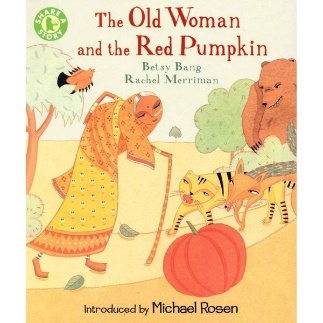 SHARE A STORY
The Old Woman
and the Red Pumpkin
Betsy Bang
Rachel Merriman
Introduced by Michael Rosen